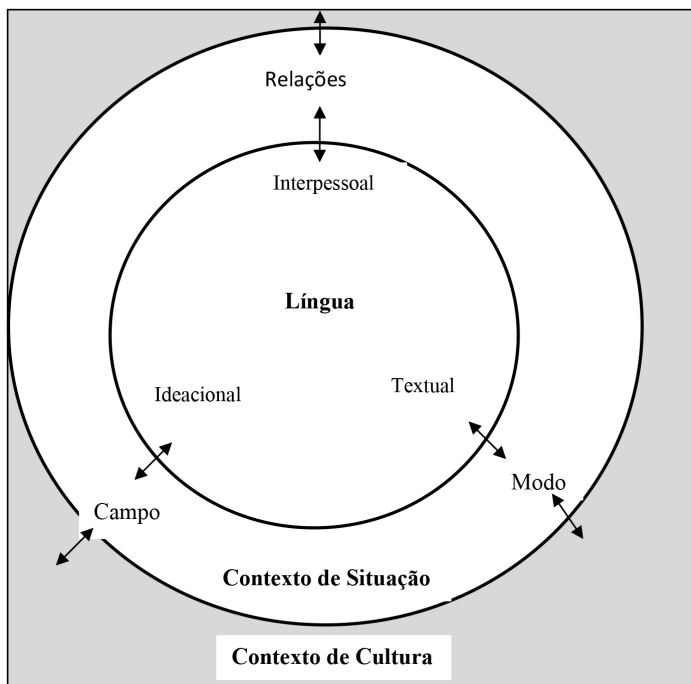 Relações
Interpessoal
Língua
Ideacional
Textual
Campo
Modo
Contexto de Situação
Contexto de Cultura